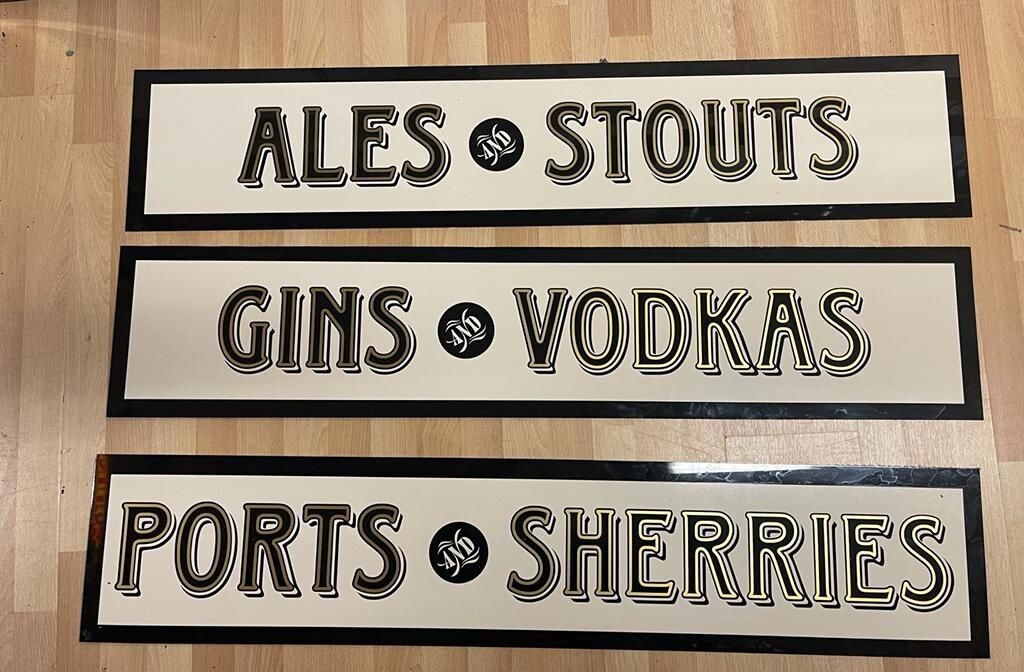 ALES AND STOUTS
GINS AND VODKAS
PORTS AND SHERRIES